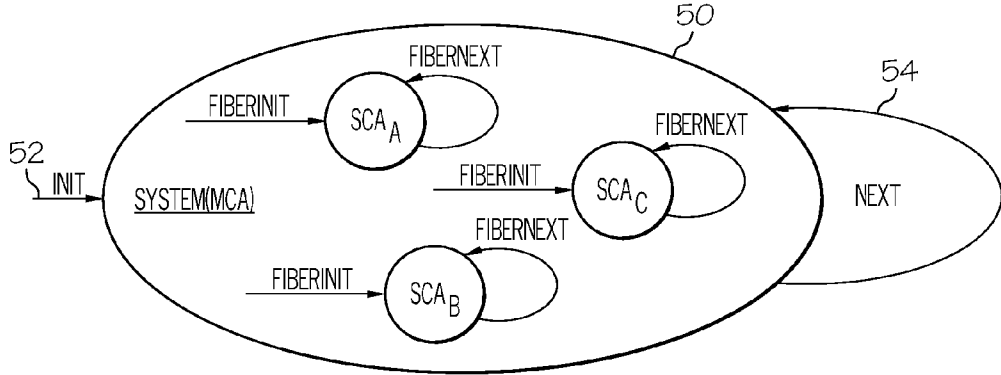 50
FIBERNEXT
54
FIBERINIT
SCA_A
FIBERNEXT
52
INIT
FIBERINIT
SCA_C
NEXT
SYSTEM(MCA)
FIBERNEXT
FIBERINIT
SCA_B